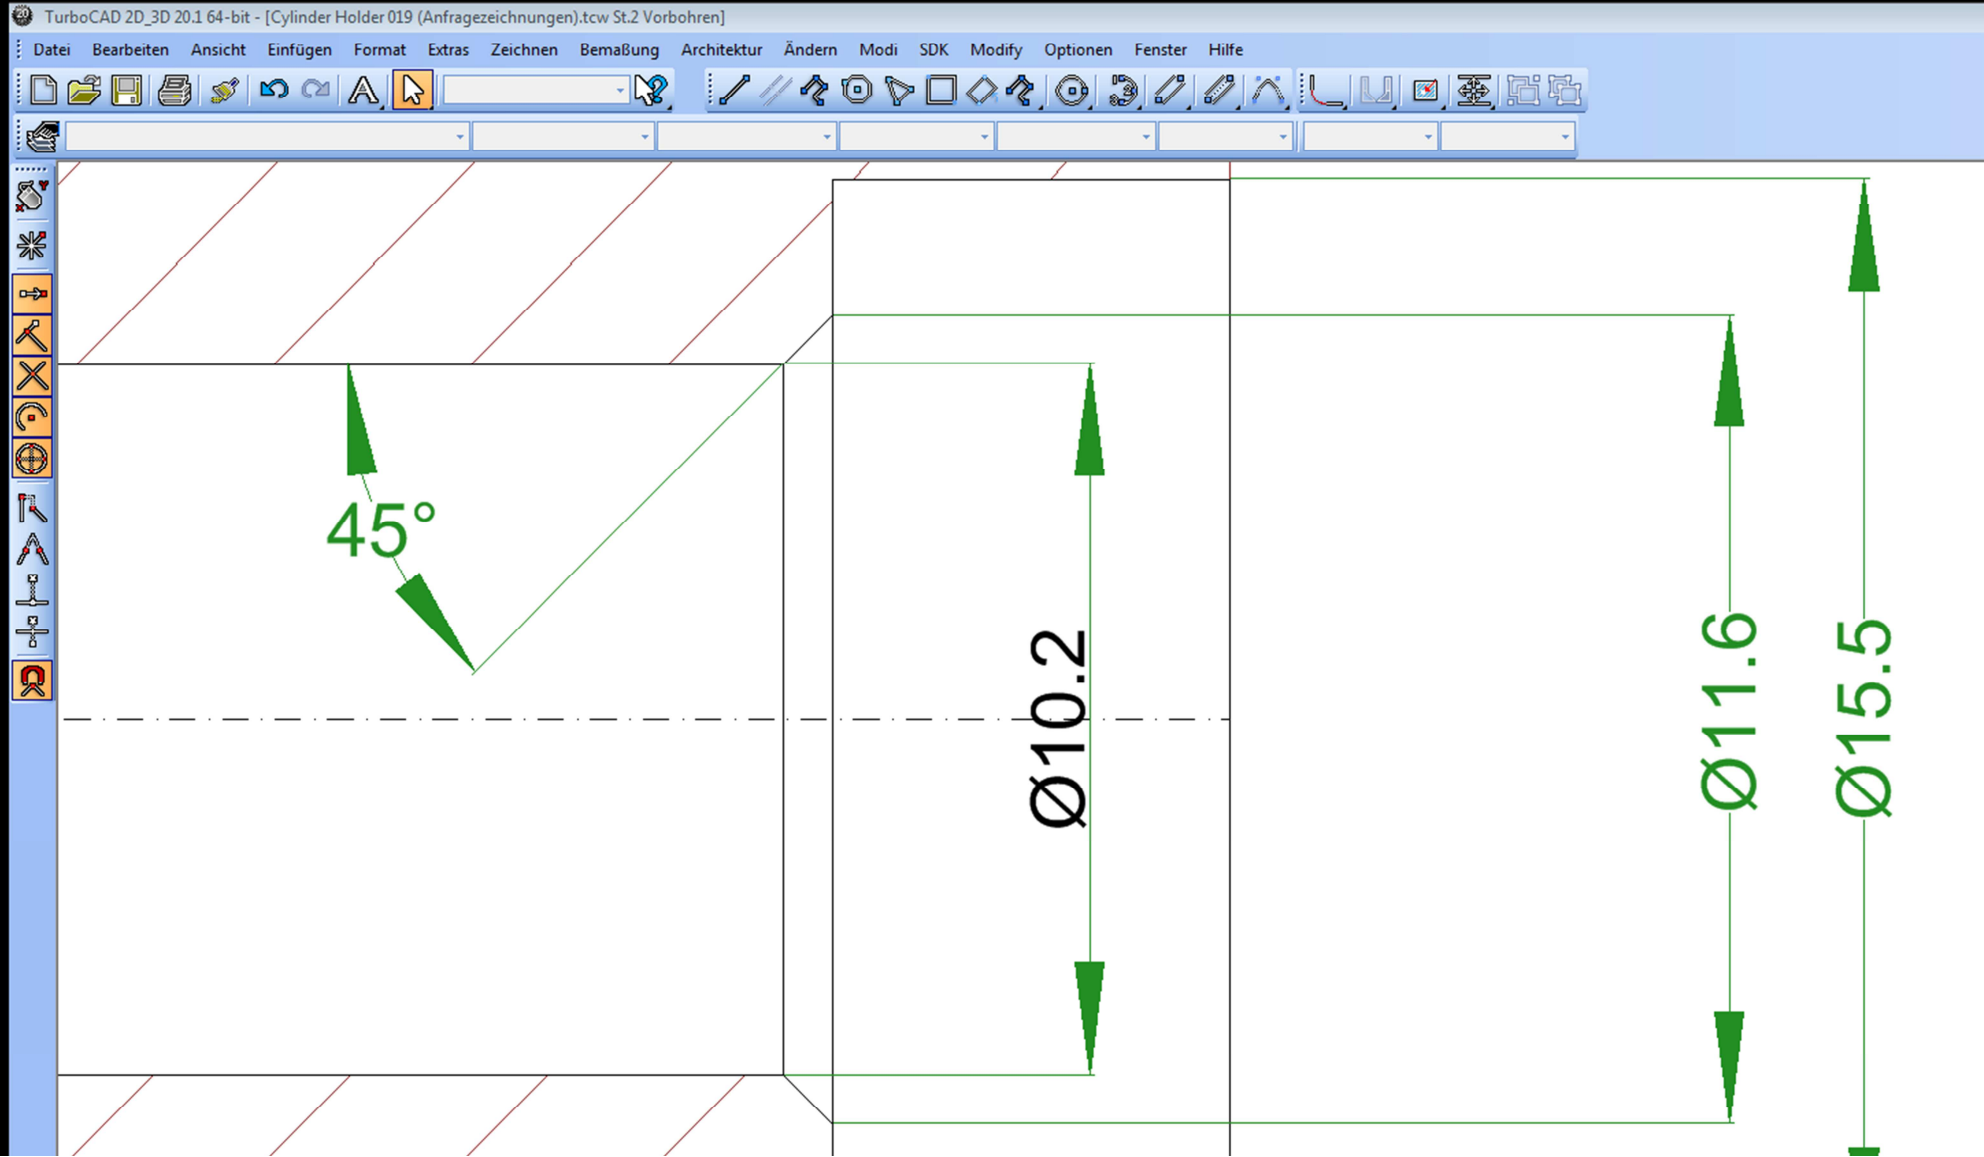 TurboCAD 2D_3D 20.1 64-bit - [Cylinder Holder 019 (Anfragezeichnungen).tcw St.2 Vorbohren]
Datei Bearbeiten Ansicht Einfügen Format Extras Zeichnen Bemaßung Architektur Ändern Modi SDK Modify Optionen Fenster Hilfe
45°
Ø10.2
Ø11.6
Ø15.5